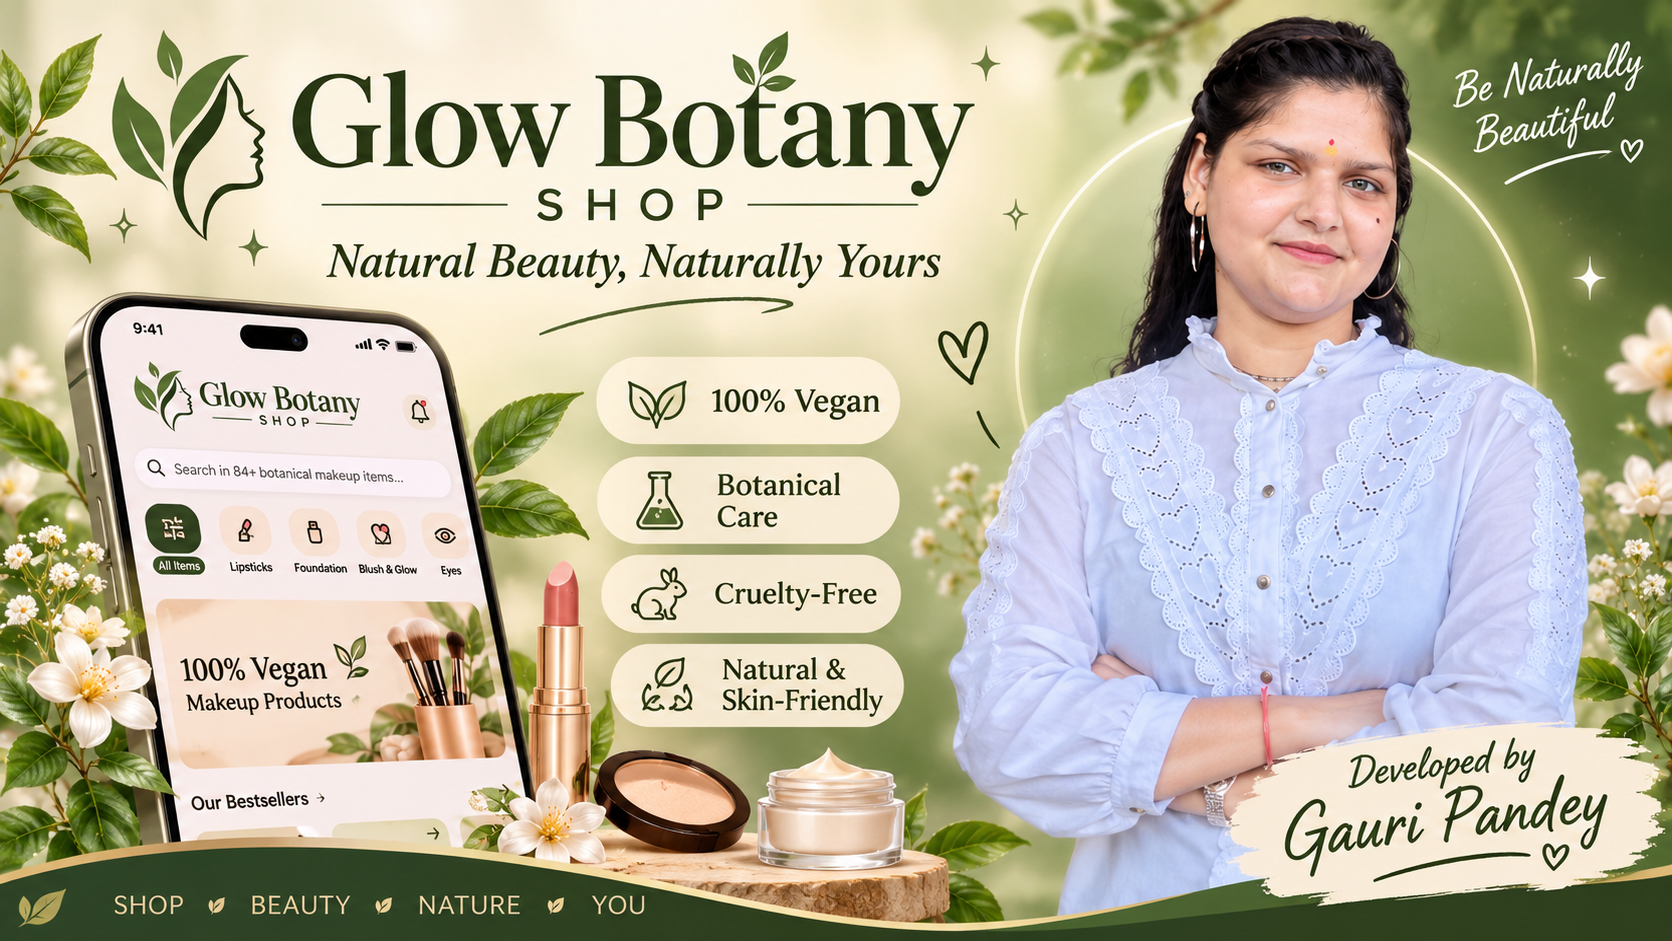 Glow Botany
SHOP
Natural Beauty, Naturally Yours
Be Naturally
Beautiful
9:41
Glow Botany
SHOP
Search in 84+ botanical makeup items...
All Items
Lipsticks
Foundation
Blush & Glow
Eyes
100% Vegan
Makeup Products
Our Bestsellers
100% Vegan
Botanical
Care
Cruelty-Free
Natural &
Skin-Friendly
Developed by
Gauri Pandey
SHOP BEAUTY NATURE YOU